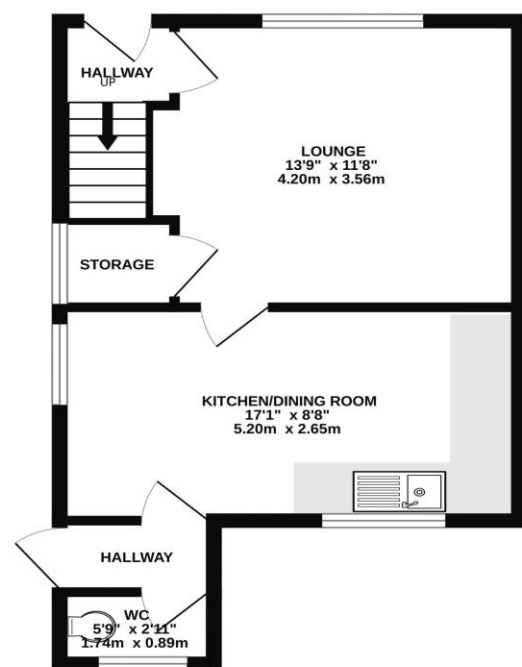 HALLWAY
UP
LOUNGE
13'9" x 11'8"
4.20m x 3.56m
STORAGE
KITCHEN/DINING ROOM
17'1" x 8'8"
5.20m x 2.65m
HALLWAY
WC
5'9" x 2'11"
1.74m x 0.89m